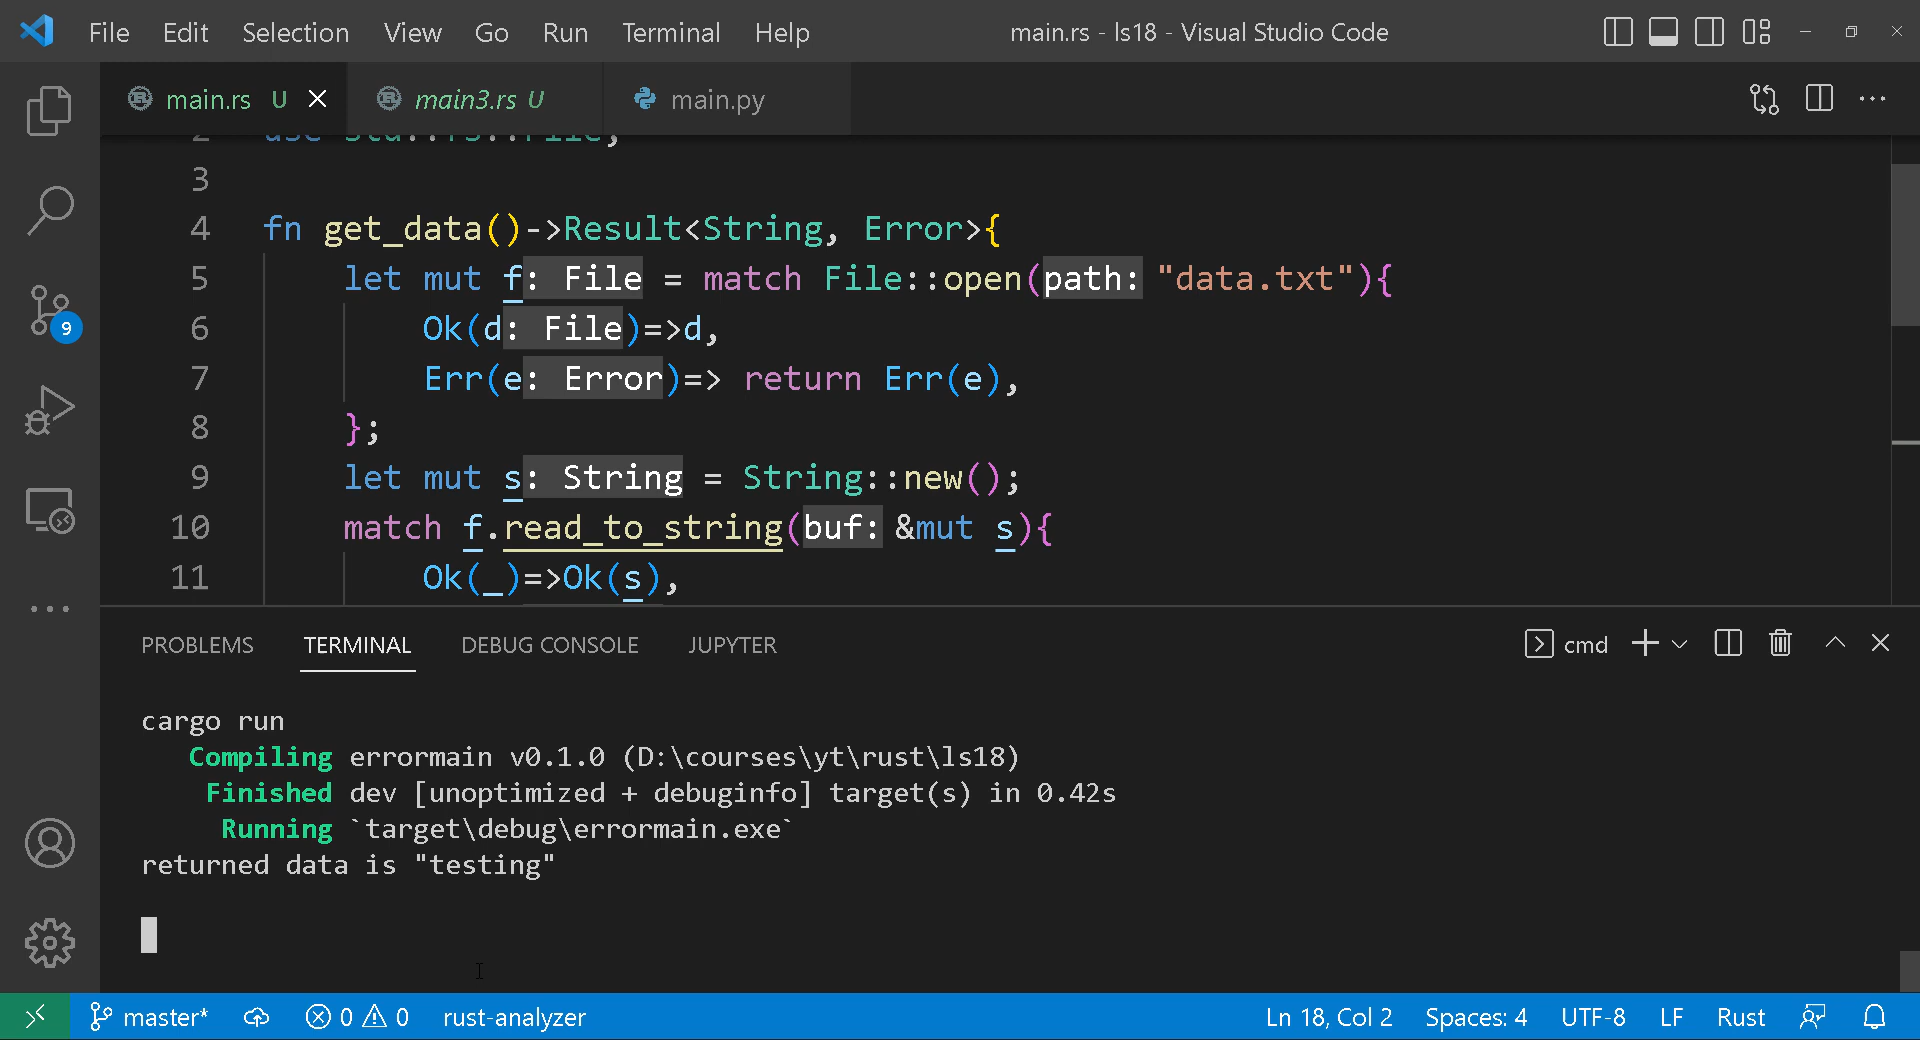 File Edit Selection View Go Run Terminal Help main.rs - ls18 - Visual Studio Code
main.rs U main3.rs U main.py
2 use std::fs::File;
3
4 fn get_data()->Result<String, Error>{
5 let mut f: File = match File::open(path: "data.txt"){
6 Ok(d: File)=>d,
7 Err(e: Error)=> return Err(e),
8 };
9 let mut s: String = String::new();
10 match f.read_to_string(buf: &mut s){
11 Ok(_)=>Ok(s),
9
PROBLEMS TERMINAL DEBUG CONSOLE JUPYTER cmd
cargo run
Compiling errormain v0.1.0 (D:\courses\yt\rust\ls18)
Finished dev [unoptimized + debuginfo] target(s) in 0.42s
Running `target\debug\errormain.exe`
returned data is "testing"
master* 0 0 rust-analyzer Ln 18, Col 2 Spaces: 4 UTF-8 LF Rust